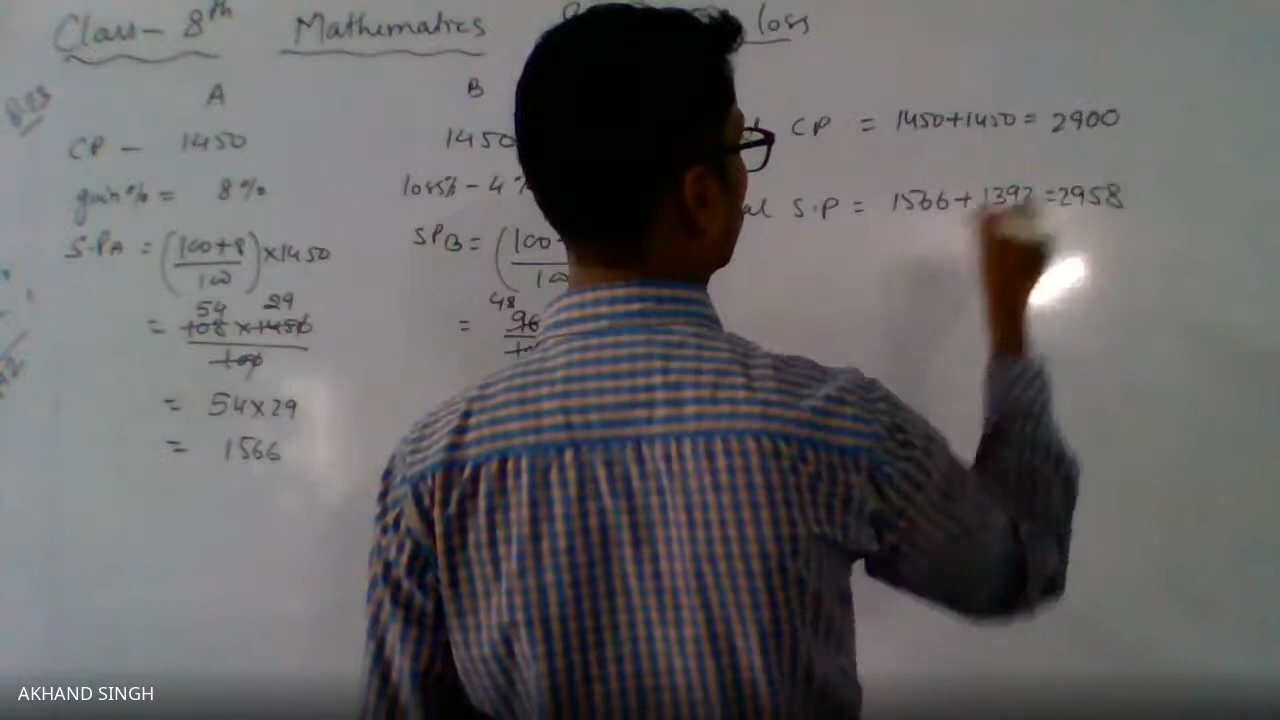 Class- 8th Mathematics loss
A
CP - 1450
gain% = 8%
S.PA = (100+8/100)×1450
54 29
= 108 × 1450
100
= 54×29
= 1566
B
1450
loss% - 4%
SPB = (100
48
= 96
CP = 1450+1450 = 2900
S.P = 1566+1392 =2958
AKHAND SINGH